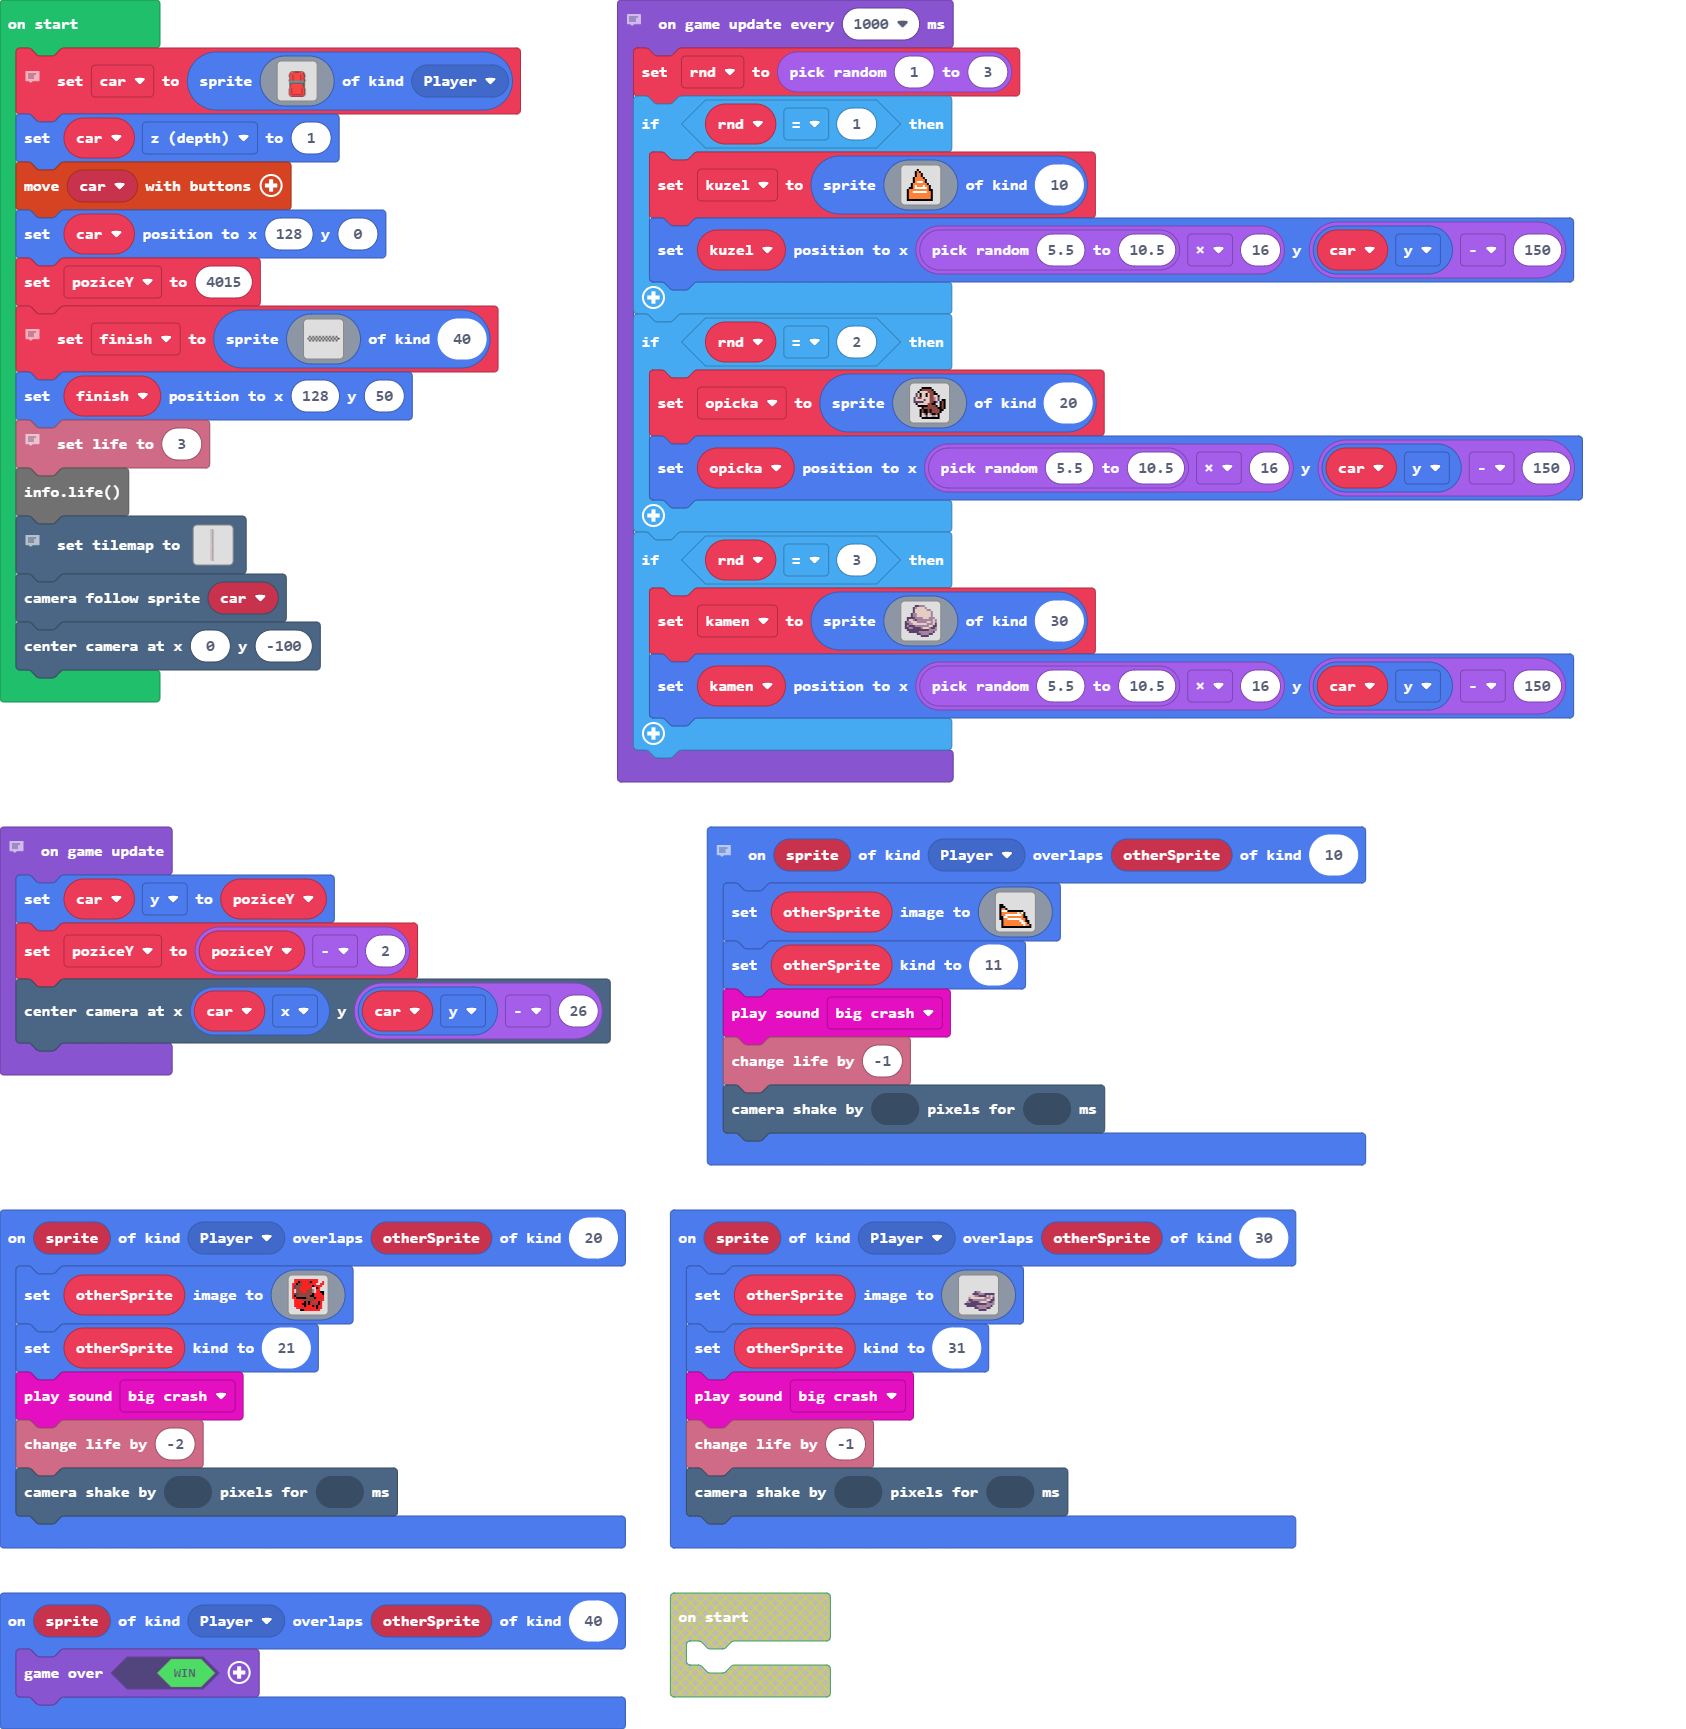 on start
set car to sprite of kind Player
set car z (depth) to 1
move car with buttons
set car position to x 128 y 0
set poziceY to 4015
set finish to sprite of kind 40
set finish position to x 128 y 50
set life to 3
info.life()
set tilemap to
camera follow sprite car
center camera at x 0 y -100
on game update every 1000 ms
set rnd to pick random 1 to 3
if rnd = 1 then
set kuzel to sprite of kind 10
set kuzel position to x pick random 5.5 to 10.5 × 16 y car y - 150
if rnd = 2 then
set opicka to sprite of kind 20
set opicka position to x pick random 5.5 to 10.5 × 16 y car y - 150
if rnd = 3 then
set kamen to sprite of kind 30
set kamen position to x pick random 5.5 to 10.5 × 16 y car y - 150
on game update
set car y to poziceY
set poziceY to poziceY - 2
center camera at x car x y car y - 26
on sprite of kind Player overlaps otherSprite of kind 10
set otherSprite image to
set otherSprite kind to 11
play sound big crash
change life by -1
camera shake by pixels for ms
on sprite of kind Player overlaps otherSprite of kind 20
set otherSprite image to
set otherSprite kind to 21
play sound big crash
change life by -2
camera shake by pixels for ms
on sprite of kind Player overlaps otherSprite of kind 30
set otherSprite image to
set otherSprite kind to 31
play sound big crash
change life by -1
camera shake by pixels for ms
on sprite of kind Player overlaps otherSprite of kind 40
game over WIN
on start